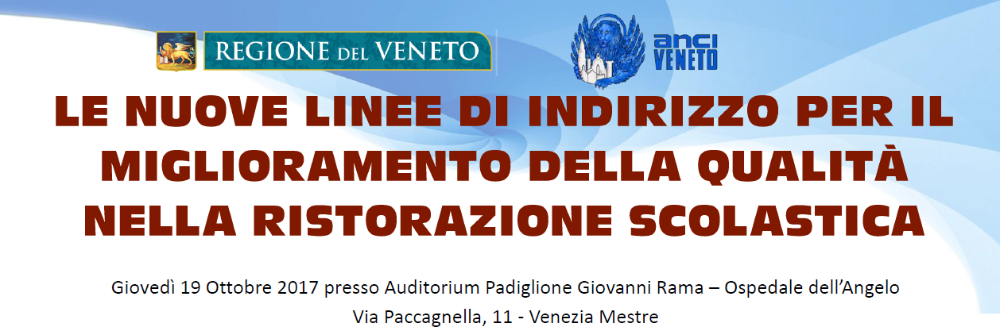 REGIONE DEL VENETO
anci
VENETO
LE NUOVE LINEE DI INDIRIZZO PER IL
MIGLIORAMENTO DELLA QUALITÀ
NELLA RISTORAZIONE SCOLASTICA
Giovedì 19 Ottobre 2017 presso Auditorium Padiglione Giovanni Rama – Ospedale dell’Angelo
Via Paccagnella, 11 - Venezia Mestre